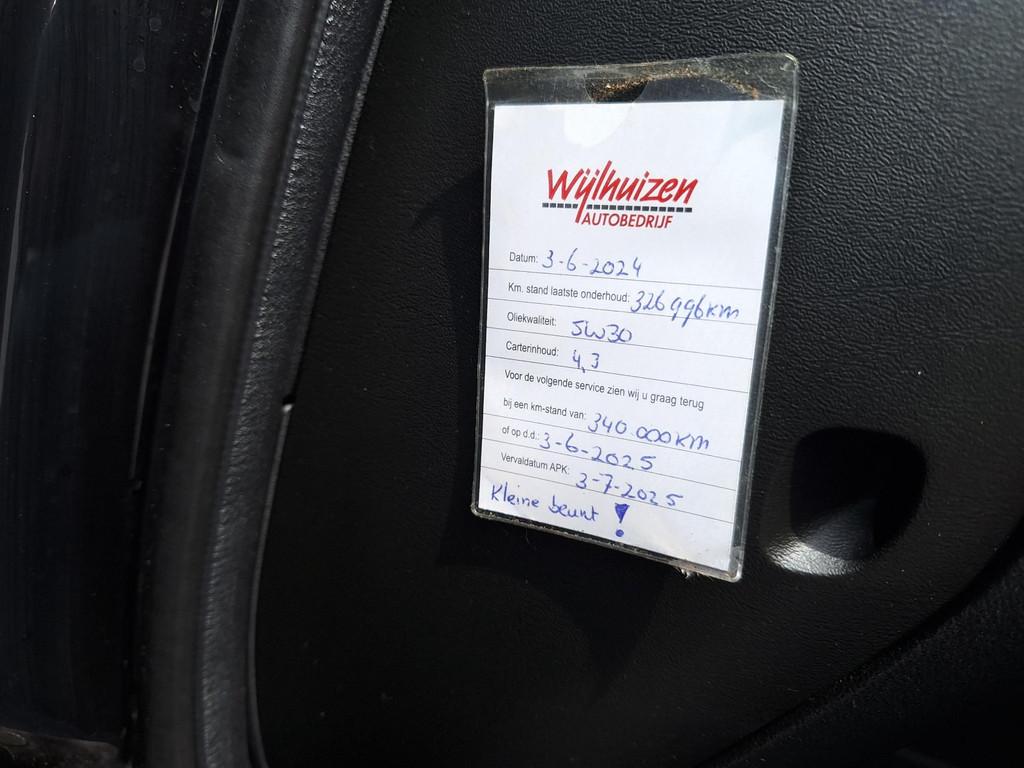 Wijlhuizen
AUTOBEDRIJF
Datum: 3-6-2024
Km. stand laatste onderhoud: 326996km
Oliekwaliteit: 5W30
Carterinhoud: 4,3
Voor de volgende service zien wij u graag terug
bij een km-stand van: 340.000km
of op d.d.: 3-6-2025
Vervaldatum APK: 3-7-2025
Kleine beurt !